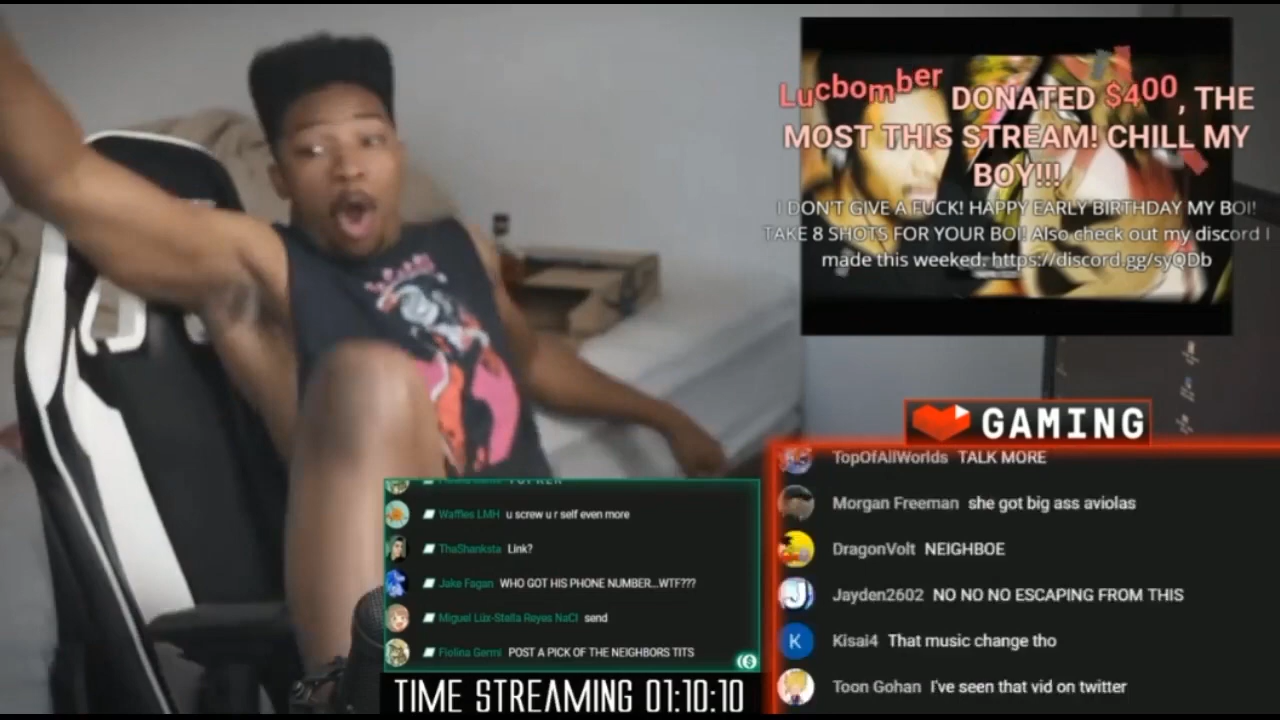 Lucbomber DONATED $400, THE
MOST THIS STREAM! CHILL MY
BOY!!!
I DON'T GIVE A FUCK! HAPPY EARLY BIRTHDAY MY BOI!
TAKE 8 SHOTS FOR YOUR BOI! Also check out my discord I
made this weeked. https://discord.gg/syQDb
GAMING
TopOfAllWorlds TALK MORE
Morgan Freeman she got big ass aviolas
DragonVolt NEIGHBOE
Jayden2602 NO NO NO ESCAPING FROM THIS
Kisai4 That music change tho
Toon Gohan I've seen that vid on twitter
Waffles LMH u screw u r self even more
ThaShanksta Link?
Jake Fagan WHO GOT HIS PHONE NUMBER...WTF???
Miguel Lüx-Stella Reyes NaCl send
Fiolina Germi POST A PICK OF THE NEIGHBORS TITS
TIME STREAMING 01:10:10